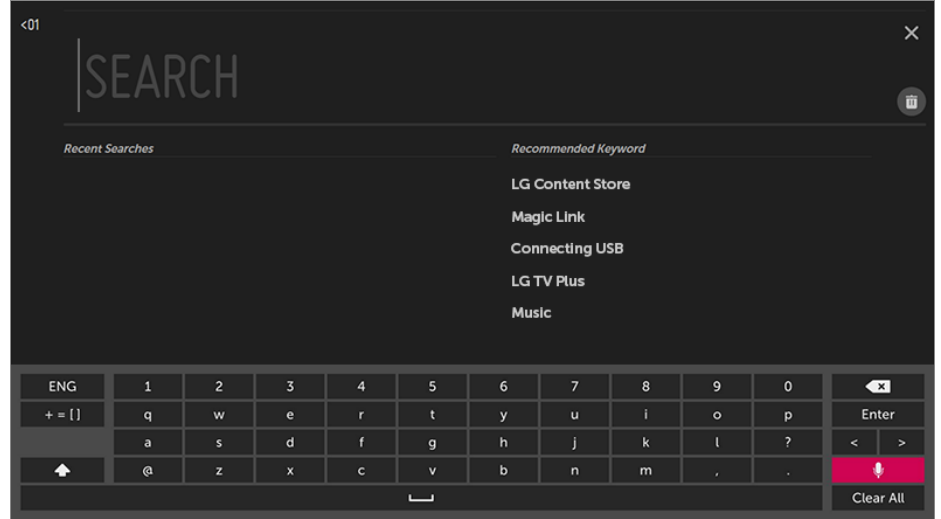 <01
SEARCH
Recent Searches
Recommended Keyword
LG Content Store
Magic Link
Connecting USB
LG TV Plus
Music
ENG 1 2 3 4 5 6 7 8 9 0
+ = [ ] q w e r t y u i o p Enter
a s d f g h j k l ? < >
@ z x c v b n m , .
Clear All